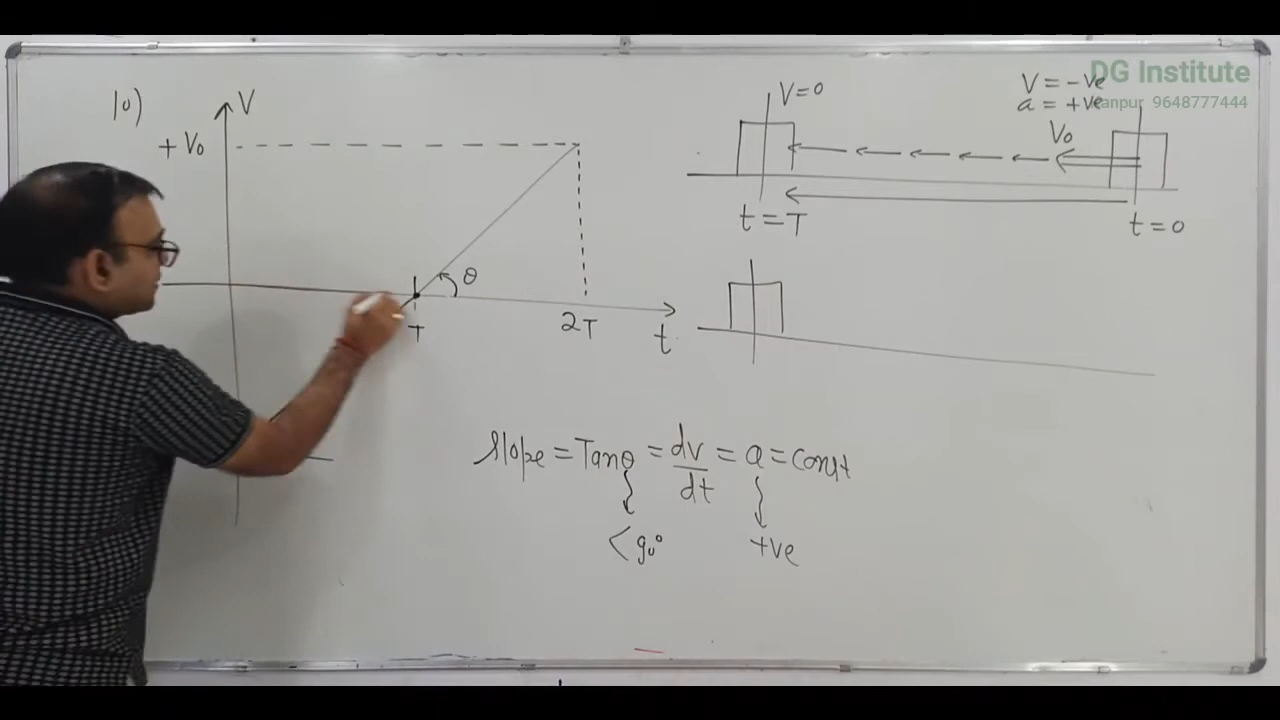 10)
V
+ V₀
θ
T
2T
t
V=0
V = -ve
a = +ve
V₀
t = T
t = 0
Slope = Tanθ = dv/dt = a = const
< 90°
+ve
DG Institute
Kanpur 9648777444